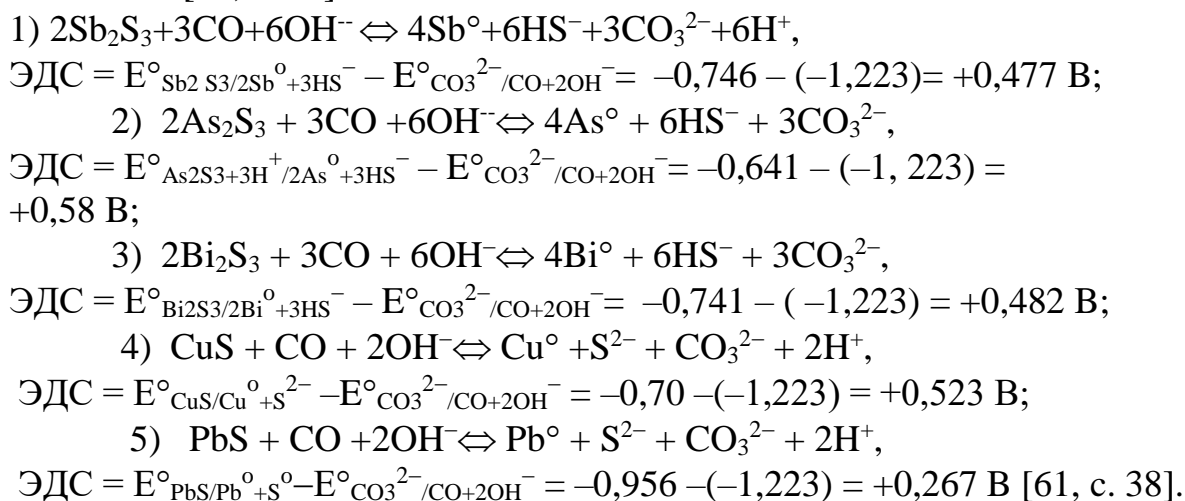 1) 2Sb₂S₃+3CO+6OH⁻⁻ ⇔ 4Sb°+6HS⁻+3CO₃²⁻+6H⁺,
ЭДС = E°Sb2 S3/2Sb°+3HS⁻ – E°CO3²⁻/CO+2OH⁻= –0,746 – (–1,223)= +0,477 В;
2) 2As₂S₃ + 3CO +6OH⁻⁻⇔ 4As° + 6HS⁻ + 3CO₃²⁻,
ЭДС = E°As2S3+3H⁺/2As°+3HS⁻ – E°CO3²⁻/CO+2OH⁻= –0,641 – (–1, 223) =
+0,58 В;
3) 2Bi₂S₃ + 3CO + 6OH⁻⇔ 4Bi° + 6HS⁻ + 3CO₃²⁻,
ЭДС = E°Bi2S3/2Bi°+3HS⁻ – E°CO3²⁻/CO+2OH⁻= –0,741 – ( –1,223) = +0,482 В;
4) CuS + CO + 2OH⁻⇔ Cu° +S²⁻ + CO₃²⁻ + 2H⁺,
ЭДС = E°CuS/Cu°+S²⁻ –E°CO3²⁻/CO+2OH⁻ = –0,70 –(–1,223) = +0,523 В;
5) PbS + CO +2OH⁻⇔ Pb° + S²⁻ + CO₃²⁻ + 2H⁺,
ЭДС = E°PbS/Pb°+S°–E°CO3²⁻/CO+2OH⁻ = –0,956 –(–1,223) = +0,267 В [61, с. 38].